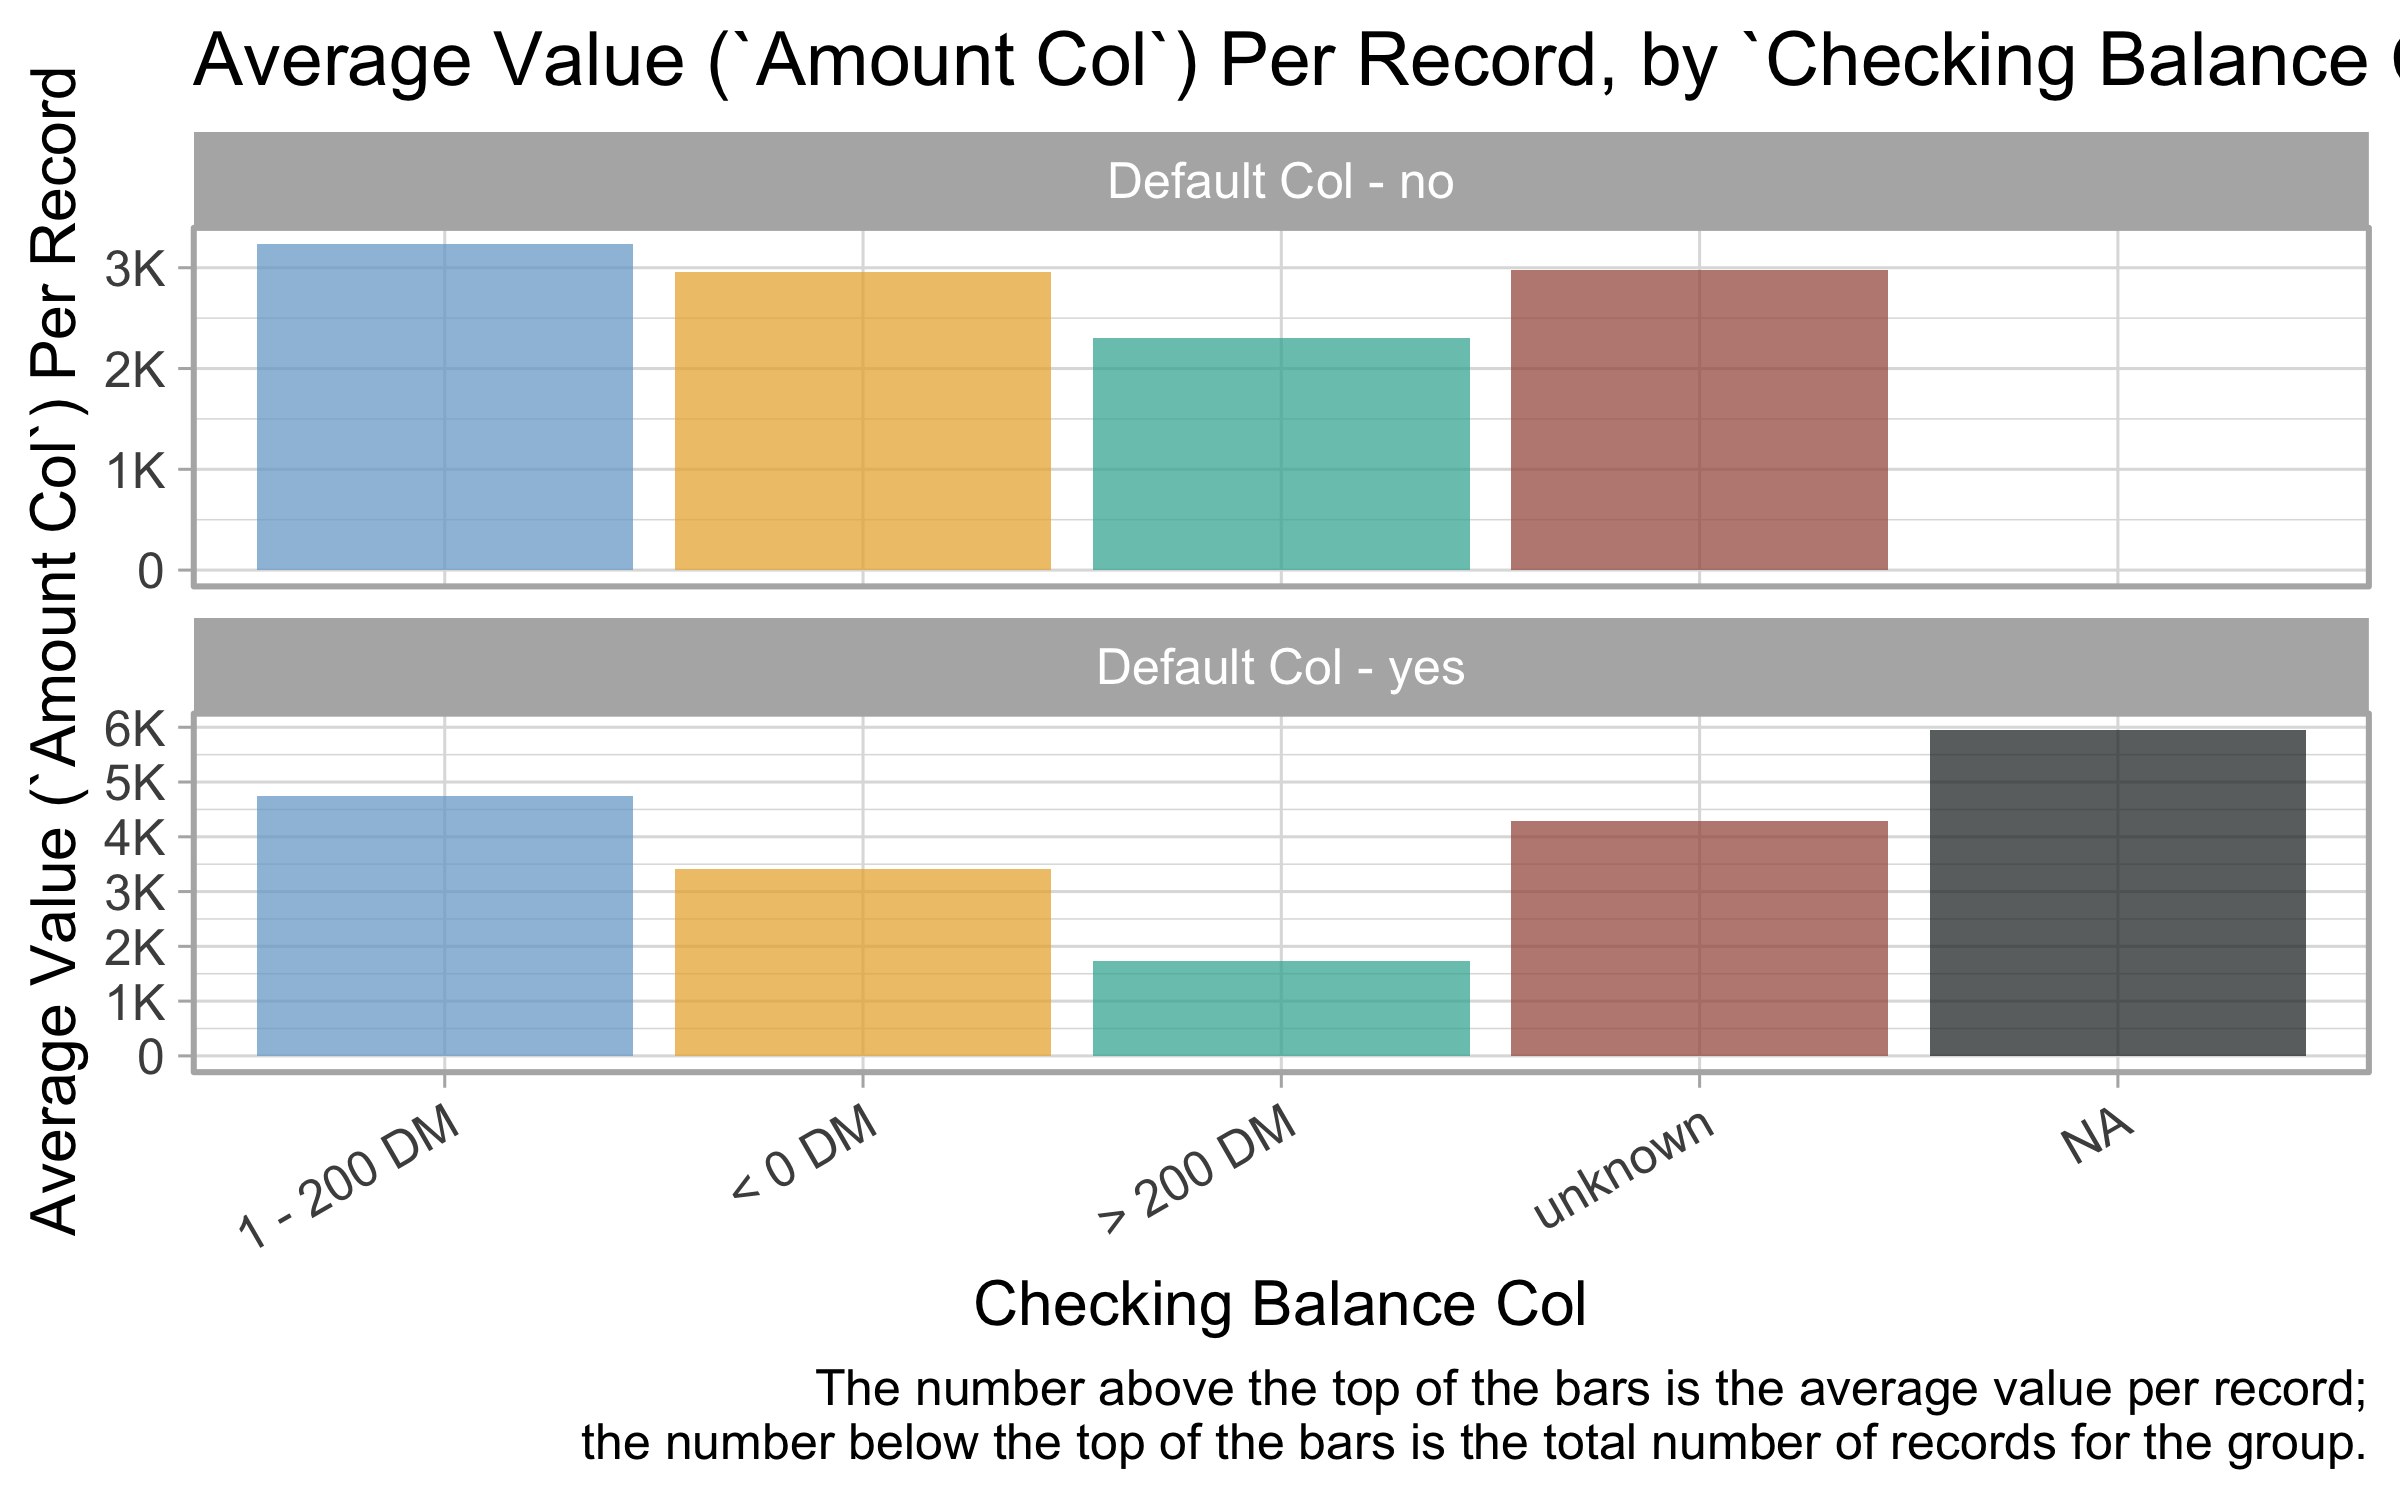 Average Value (`Amount Col`) Per Record, by `Checking Balance
Average Value (`Amount Col`) Per Record
Default Col - no
3K
2K
1K
0
Default Col - yes
6K
5K
4K
3K
2K
1K
0
1 - 200 DM
< 0 DM
> 200 DM
unknown
NA
Checking Balance Col
The number above the top of the bars is the average value per record;
the number below the top of the bars is the total number of records for the group.